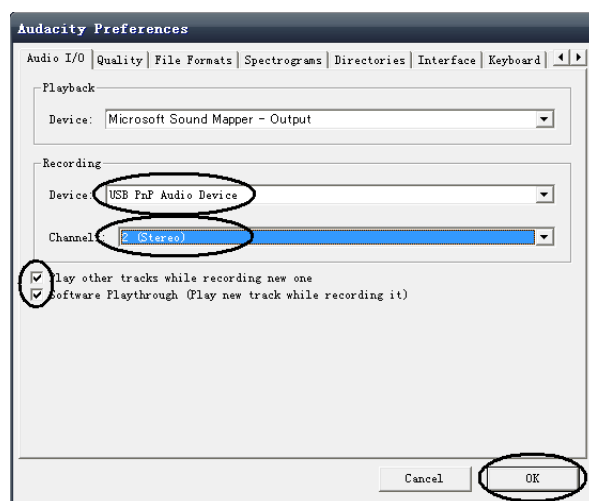 Audacity Preferences
Audio I/O Quality File Formats Spectrograms Directories Interface Keyboard
Playback
Device: Microsoft Sound Mapper - Output
Recording
Device: USB PnP Audio Device
Channels: 2 (Stereo)
Play other tracks while recording new one
Software Playthrough (Play new track while recording it)
Cancel OK